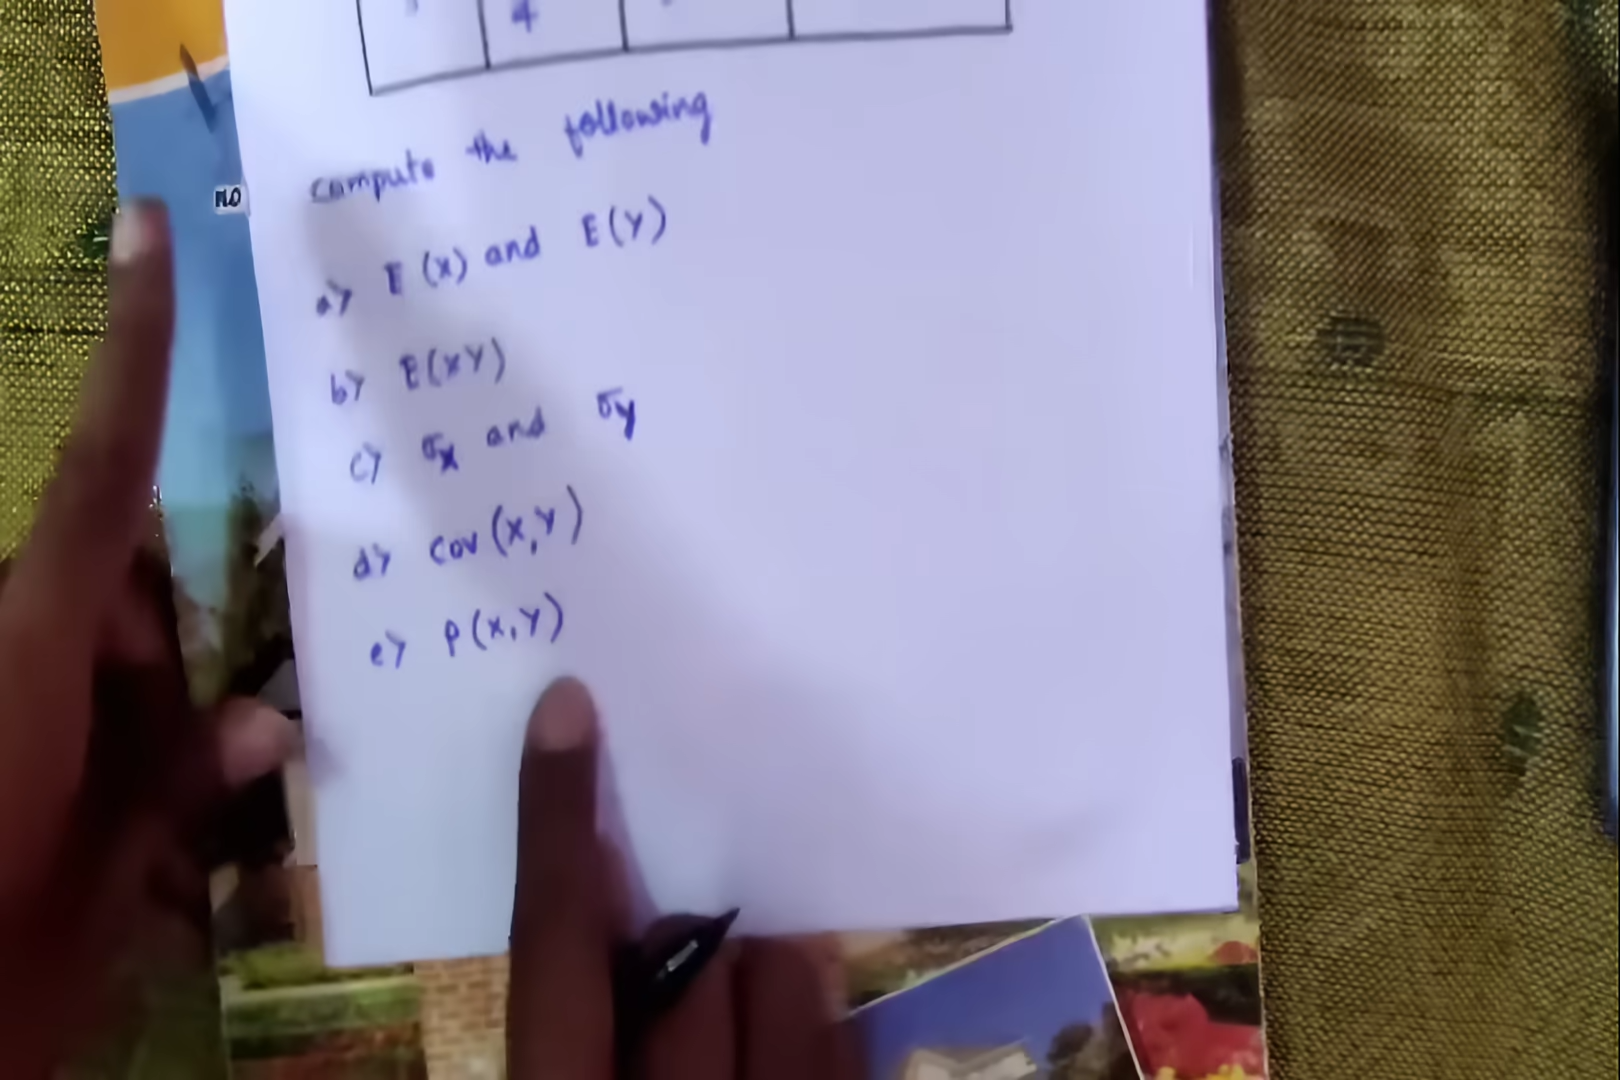 4
compute the following
a) E (x) and E(Y)
b) E(XY)
c) σx and σy
d) cov (X,Y)
e) ρ(X,Y)